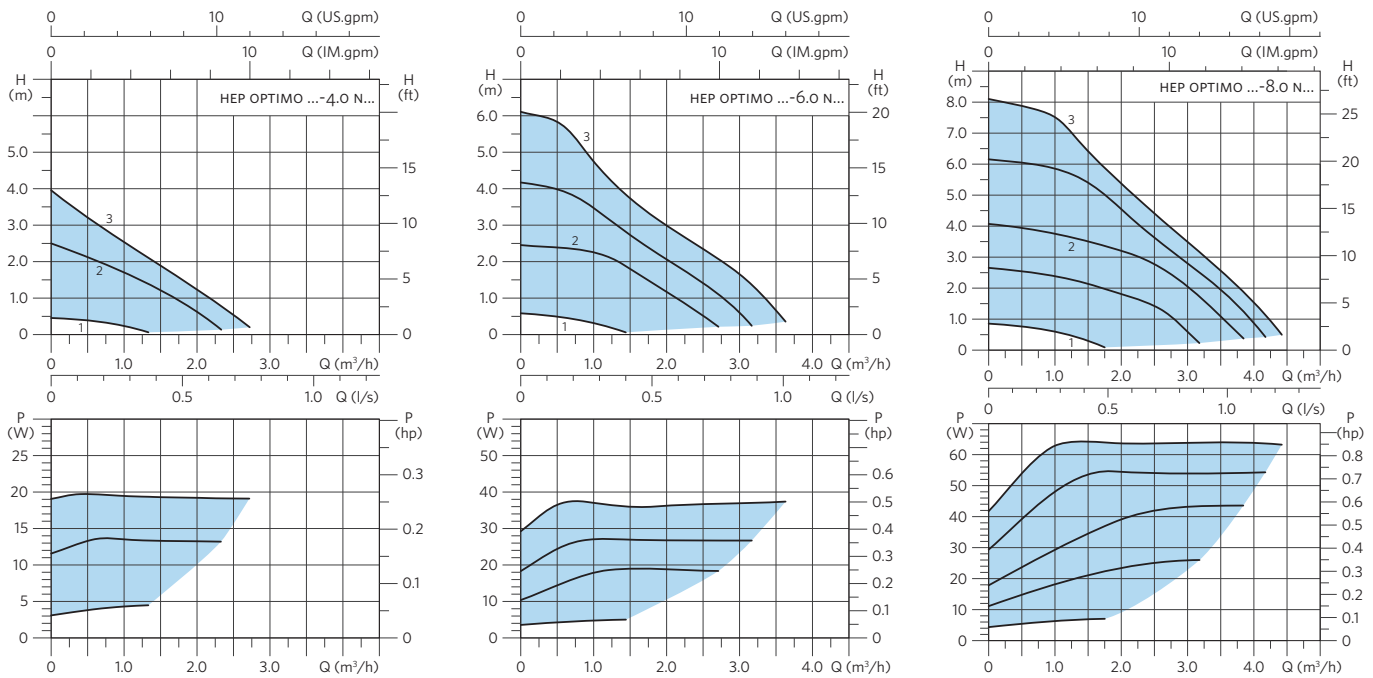 0 10 Q (US.gpm)
0 10 Q (IM.gpm)
H (m) H (ft)
HEP OPTIMO ...-4.0 N...
5.0 15
4.0
3.0 3 10
2.0 2 5
1.0 1
0 0
0 1.0 2.0 3.0 Q (m³/h)
0 0.5 1.0 Q (l/s)
P (W) P (hp)
25 0.3
20
15 0.2
10 0.1
5
0 0
0 1.0 2.0 3.0 Q (m³/h)
0 10 Q (US.gpm)
0 10 Q (IM.gpm)
H (m) H (ft)
HEP OPTIMO ...-6.0 N...
6.0 20
5.0 3 15
4.0
3.0 2 10
2.0 5
1.0 1
0 0
0 1.0 2.0 3.0 4.0 Q (m³/h)
0 0.5 1.0 Q (l/s)
P (W) P (hp)
50 0.6
40 0.5
30 0.4
0.3
20 0.2
10 0.1
0 0
0 1.0 2.0 3.0 4.0 Q (m³/h)
0 10 Q (US.gpm)
0 10 Q (IM.gpm)
H (m) H (ft)
HEP OPTIMO ...-8.0 N...
8.0 3 25
7.0
6.0 20
5.0 15
4.0
3.0 2 10
2.0 5
1.0 1
0 0
0 1.0 2.0 3.0 4.0 Q (m³/h)
0 0.5 1.0 Q (l/s)
P (W) P (hp)
60 0.8
50 0.7
0.6
40 0.5
30 0.4
0.3
20 0.2
10 0.1
0 0
0 1.0 2.0 3.0 4.0 Q (m³/h)